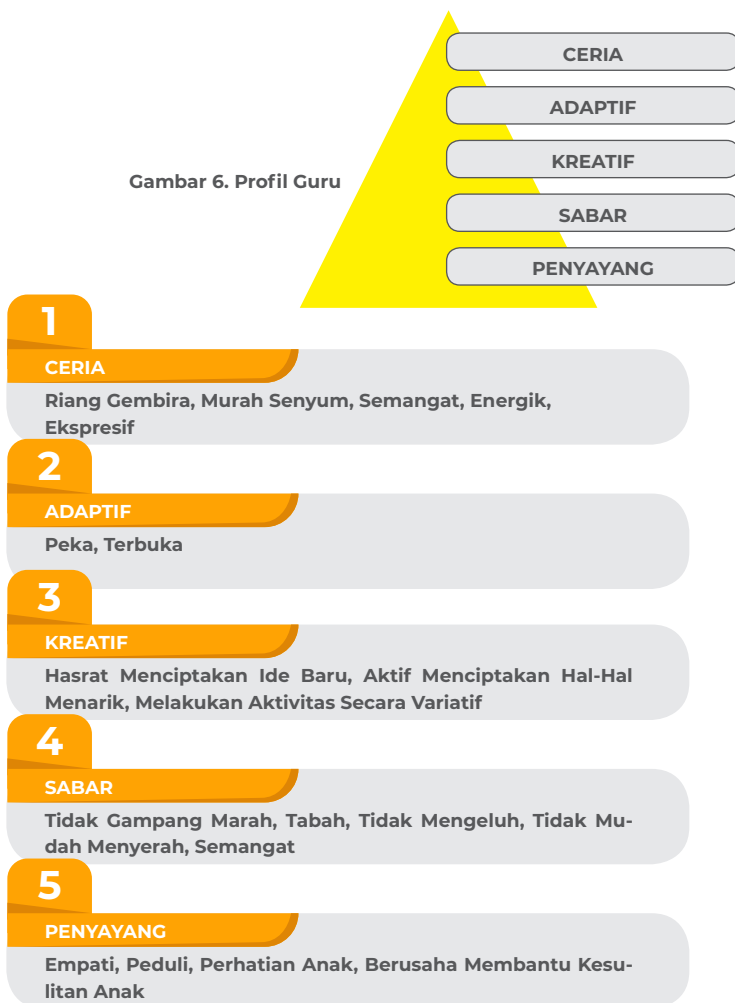 CERIA
ADAPTIF
KREATIF
Gambar 6. Profil Guru
SABAR
PENYAYANG
1
CERIA
Riang Gembira, Murah Senyum, Semangat, Energik,
Ekspresif
2
ADAPTIF
Peka, Terbuka
3
KREATIF
Hasrat Menciptakan Ide Baru, Aktif Menciptakan Hal-Hal
Menarik, Melakukan Aktivitas Secara Variatif
4
SABAR
Tidak Gampang Marah, Tabah, Tidak Mengeluh, Tidak Mu-
dah Menyerah, Semangat
5
PENYAYANG
Empati, Peduli, Perhatian Anak, Berusaha Membantu Kesu-
litan Anak